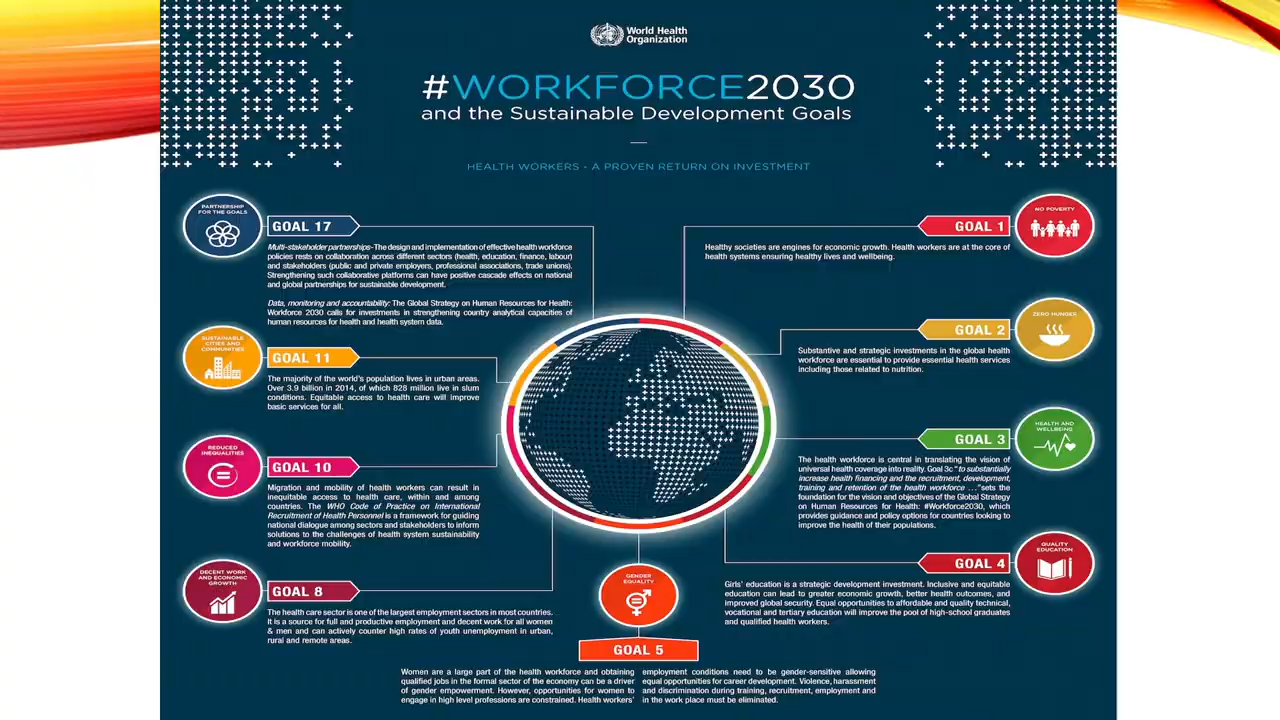 World Health
Organization
#WORKFORCE2030
and the Sustainable Development Goals
HEALTH WORKERS - A PROVEN RETURN ON INVESTMENT
PARTNERSHIP
FOR THE GOALS
GOAL 17
Multi-stakeholder partnerships-The design and implementation of effective health workforce
policies rests on collaboration across different sectors (health, education, finance, labour)
and stakeholders (public and private employers, professional associations, trade unions).
Strengthening such collaborative platforms can have positive cascade effects on national
and global partnerships for sustainable development.
Data, monitoring and accountability: The Global Strategy on Human Resources for Health:
Workforce 2030 calls for investments in strengthening country analytical capacities of
human resources for health and health system data.
SUSTAINABLE
CITIES AND
COMMUNITIES
GOAL 11
The majority of the world's population lives in urban areas.
Over 3.9 billion in 2014, of which 828 million live in slum
conditions. Equitable access to health care will improve
basic services for all.
REDUCED
INEQUALITIES
GOAL 10
Migration and mobility of health workers can result in
inequitable access to health care, within and among
countries. The WHO Code of Practice on International
Recruitment of Health Personnel is a framework for guiding
national dialogue among sectors and stakeholders to inform
solutions to the challenges of health system sustainability
and workforce mobility.
DECENT WORK
AND ECONOMIC
GROWTH
GOAL 8
The health care sector is one of the largest employment sectors in most countries.
It is a source for full and productive employment and decent work for all women
& men and can actively counter high rates of youth unemployment in urban,
rural and remote areas.
GOAL 1
NO POVERTY
Healthy societies are engines for economic growth. Health workers are at the core of
health systems ensuring healthy lives and wellbeing.
GOAL 2
ZERO HUNGER
Substantive and strategic investments in the global health
workforce are essential to provide essential health services
including those related to nutrition.
GOAL 3
HEALTH AND
WELLBEING
The health workforce is central in translating the vision of
universal health coverage into reality. Goal 3c "to substantially
increase health financing and the recruitment, development,
training and retention of the health workforce ..."sets the
foundation for the vision and objectives of the Global Strategy
on Human Resources for Health: #Workforce2030, which
provides guidance and policy options for countries looking to
improve the health of their populations.
GOAL 4
QUALITY
EDUCATION
Girls' education is a strategic development investment. Inclusive and equitable
education can lead to greater economic growth, better health outcomes, and
improved global security. Equal opportunities to affordable and quality technical,
vocational and tertiary education will improve the pool of high-school graduates
and qualified health workers.
GENDER
EQUALITY
GOAL 5
Women are a large part of the health workforce and obtaining
qualified jobs in the formal sector of the economy can be a driver
of gender empowerment. However, opportunities for women to
engage in high level professions are constrained. Health workers'
employment conditions need to be gender-sensitive allowing
equal opportunities for career development. Violence, harassment
and discrimination during training, recruitment, employment and
in the work place must be eliminated.